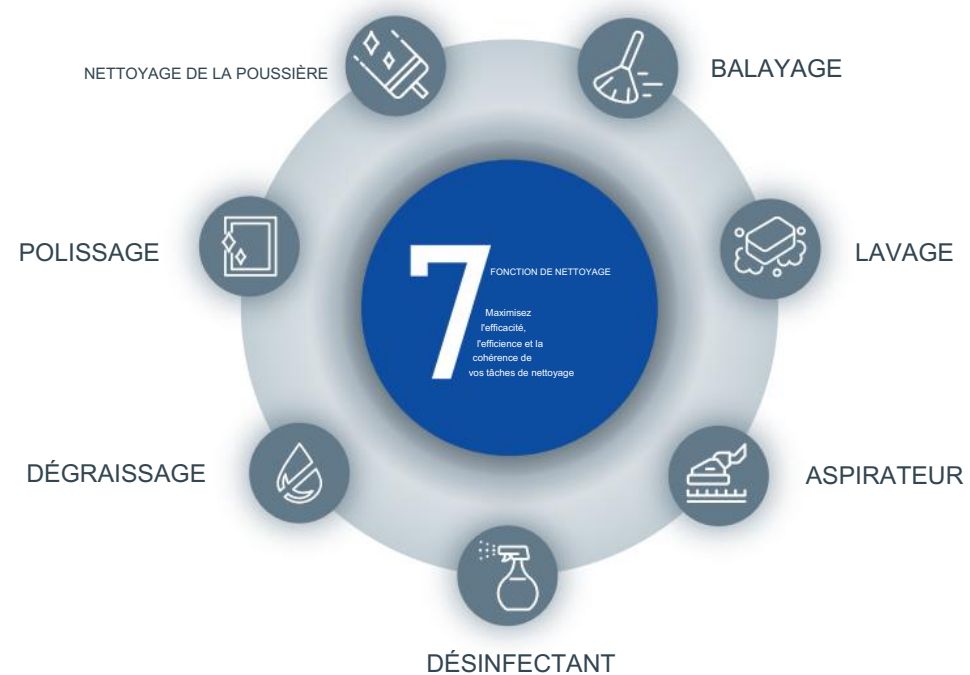 NETTOYAGE DE LA POUSSIÈRE
BALAYAGE
POLISSAGE
LAVAGE
7
FONCTION DE NETTOYAGE
Maximisez
l'efficacité,
l'efficience et la
cohérence de
vos tâches de nettoyage
DÉGRAISSAGE
ASPIRATEUR
DÉSINFECTANT